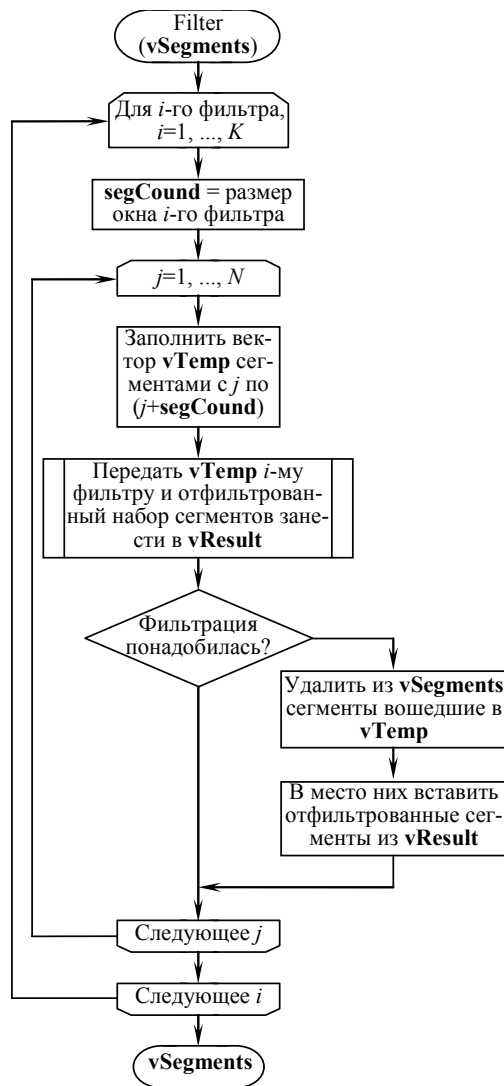 Filter
(vSegments)
Для i-го фильтра,
i=1, ..., K
segCound = размер
окна i-го фильтра
j=1, ..., N
Заполнить век-
тор vTemp сег-
ментами с j по
(j+segCound)
Передать vTemp i-му
фильтру и отфильтрован-
ный набор сегментов зане-
сти в vResult
Фильтрация
понадобилась?
Удалить из vSegments
сегменты вошедшие в
vTemp
В место них вставить
отфильтрованные сег-
менты из vResult
Следующее j
Следующее i
vSegments